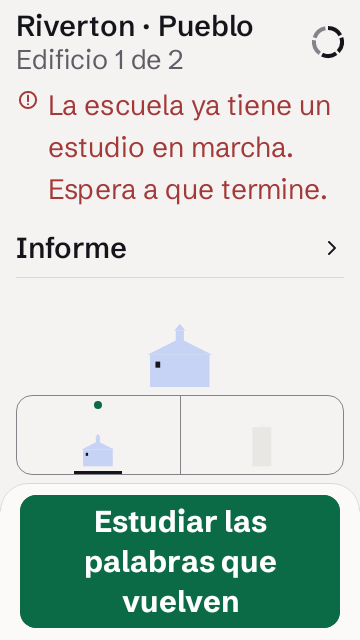 Riverton · Pueblo
Edificio 1 de 2
La escuela ya tiene un
estudio en marcha.
Espera a que termine.
Informe
Estudiar las
palabras que
vuelven